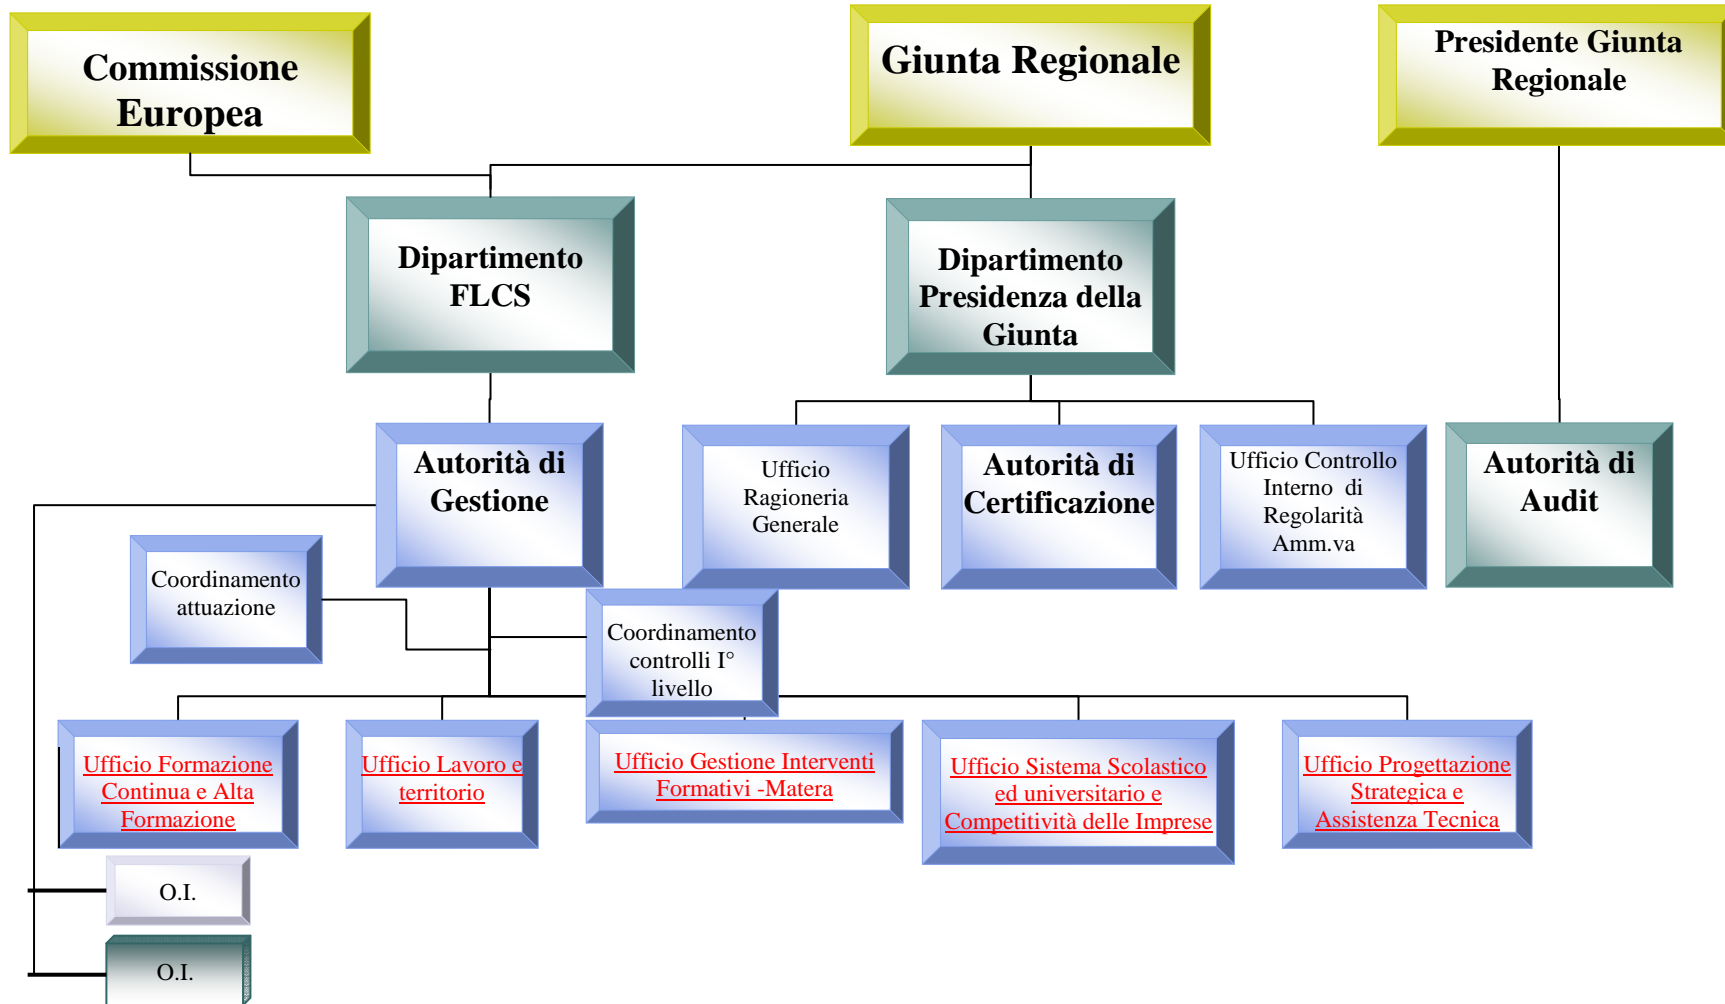 Commissione
Europea
Giunta Regionale
Presidente Giunta
Regionale
Dipartimento
FLCS
Dipartimento
Presidenza della
Giunta
Autorità di
Gestione
Ufficio
Ragioneria
Generale
Autorità di
Certificazione
Ufficio Controllo
Interno di
Regolarità
Amm.va
Autorità di
Audit
Coordinamento
attuazione
Coordinamento
controlli I°
livello
Ufficio Formazione
Continua e Alta
Formazione
Ufficio Lavoro e
territorio
Ufficio Gestione Interventi
Formativi -Matera
Ufficio Sistema Scolastico
ed universitario e
Competitività delle Imprese
Ufficio Progettazione
Strategica e
Assistenza Tecnica
O.I.
O.I.